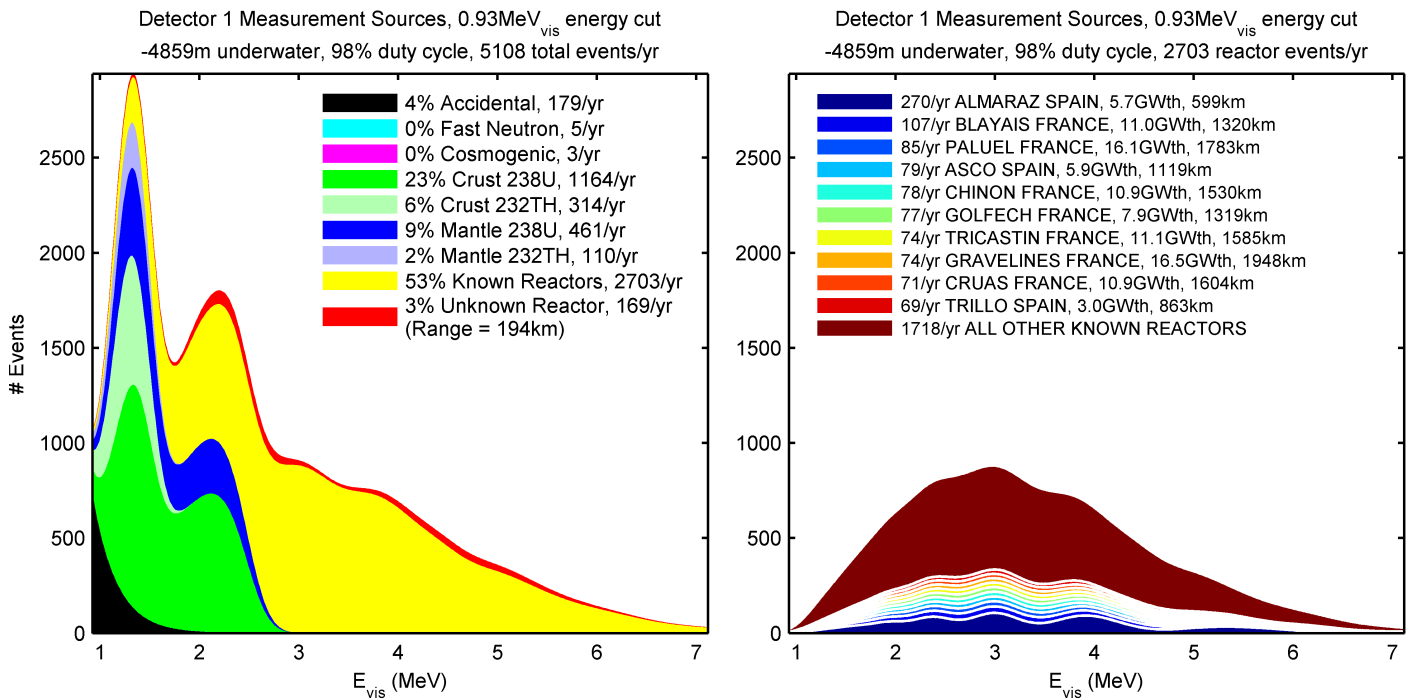 Detector 1 Measurement Sources, 0.93MeVvis energy cut
-4859m underwater, 98% duty cycle, 5108 total events/yr
4% Accidental, 179/yr
0% Fast Neutron, 5/yr
0% Cosmogenic, 3/yr
23% Crust 238U, 1164/yr
6% Crust 232TH, 314/yr
9% Mantle 238U, 461/yr
2% Mantle 232TH, 110/yr
53% Known Reactors, 2703/yr
3% Unknown Reactor, 169/yr
(Range = 194km)
# Events
2500
2000
1500
1000
500
0
1 2 3 4 5 6 7
Evis (MeV)
Detector 1 Measurement Sources, 0.93MeVvis energy cut
-4859m underwater, 98% duty cycle, 2703 reactor events/yr
270/yr ALMARAZ SPAIN, 5.7GWth, 599km
107/yr BLAYAIS FRANCE, 11.0GWth, 1320km
85/yr PALUEL FRANCE, 16.1GWth, 1783km
79/yr ASCO SPAIN, 5.9GWth, 1119km
78/yr CHINON FRANCE, 10.9GWth, 1530km
77/yr GOLFECH FRANCE, 7.9GWth, 1319km
74/yr TRICASTIN FRANCE, 11.1GWth, 1585km
74/yr GRAVELINES FRANCE, 16.5GWth, 1948km
71/yr CRUAS FRANCE, 10.9GWth, 1604km
69/yr TRILLO SPAIN, 3.0GWth, 863km
1718/yr ALL OTHER KNOWN REACTORS
2500
2000
1500
1000
500
0
1 2 3 4 5 6 7
Evis (MeV)